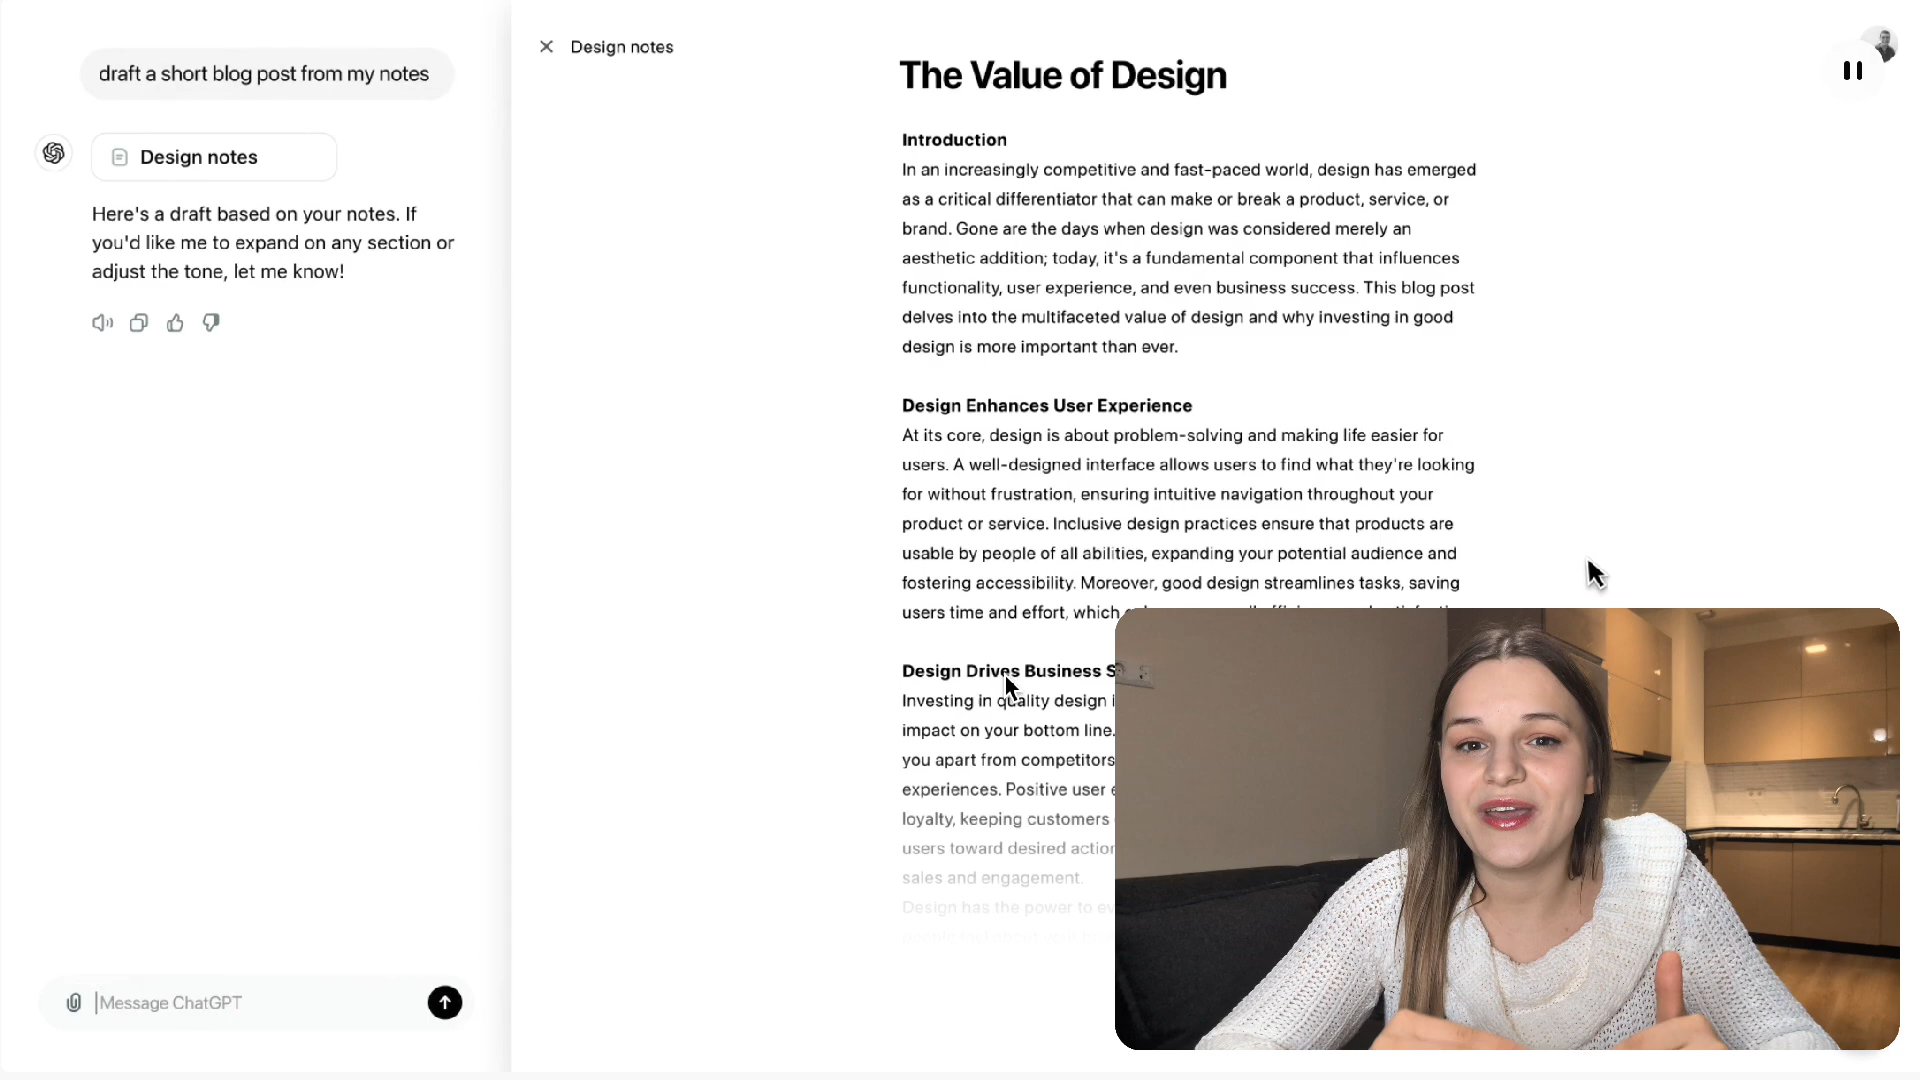 draft a short blog post from my notes
Design notes
Here's a draft based on your notes. If
you'd like me to expand on any section or
adjust the tone, let me know!
Message ChatGPT
Design notes
The Value of Design
Introduction
In an increasingly competitive and fast-paced world, design has emerged
as a critical differentiator that can make or break a product, service, or
brand. Gone are the days when design was considered merely an
aesthetic addition; today, it's a fundamental component that influences
functionality, user experience, and even business success. This blog post
delves into the multifaceted value of design and why investing in good
design is more important than ever.
Design Enhances User Experience
At its core, design is about problem-solving and making life easier for
users. A well-designed interface allows users to find what they're looking
for without frustration, ensuring intuitive navigation throughout your
product or service. Inclusive design practices ensure that products are
usable by people of all abilities, expanding your potential audience and
fostering accessibility. Moreover, good design streamlines tasks, saving
users time and effort, which
Design Drives Business
Investing in quality design
impact on your bottom line.
you apart from competitors
experiences. Positive user
loyalty, keeping customers
users toward desired
sales and engagement.
Design has the power to